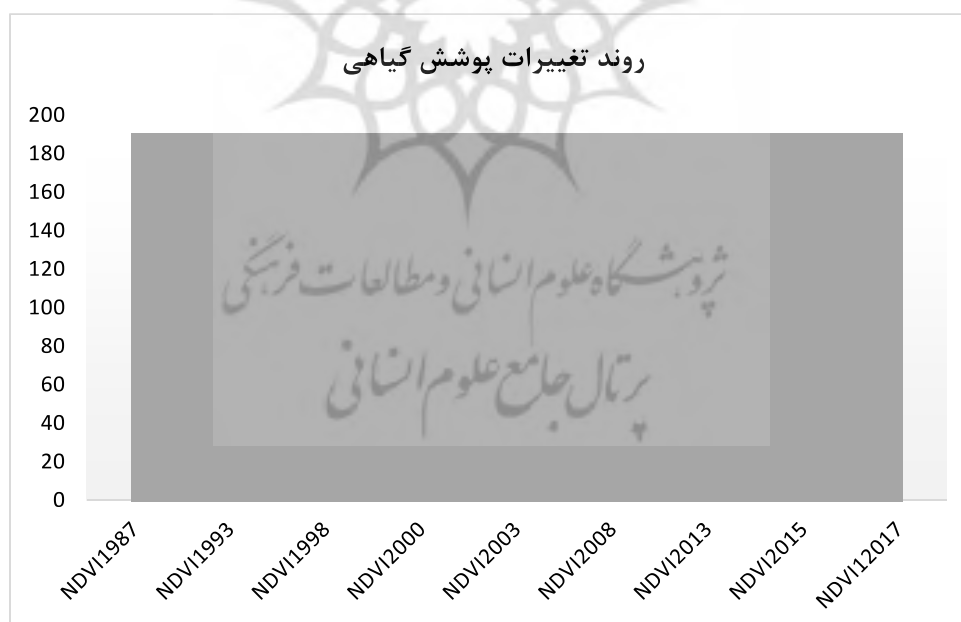 روند تغییرات پوشش گیاهی
200
180
160
140
120
100
80
60
40
20
0
پژوهشگاه علوم انسانی و مطالعات فرهنگی
پرتال جامع علوم انسانی
NDVI1987
NDVI1993
NDVI1998
NDVI2000
NDVI2003
NDVI2008
NDVI2013
NDVI2015
NDVI12017